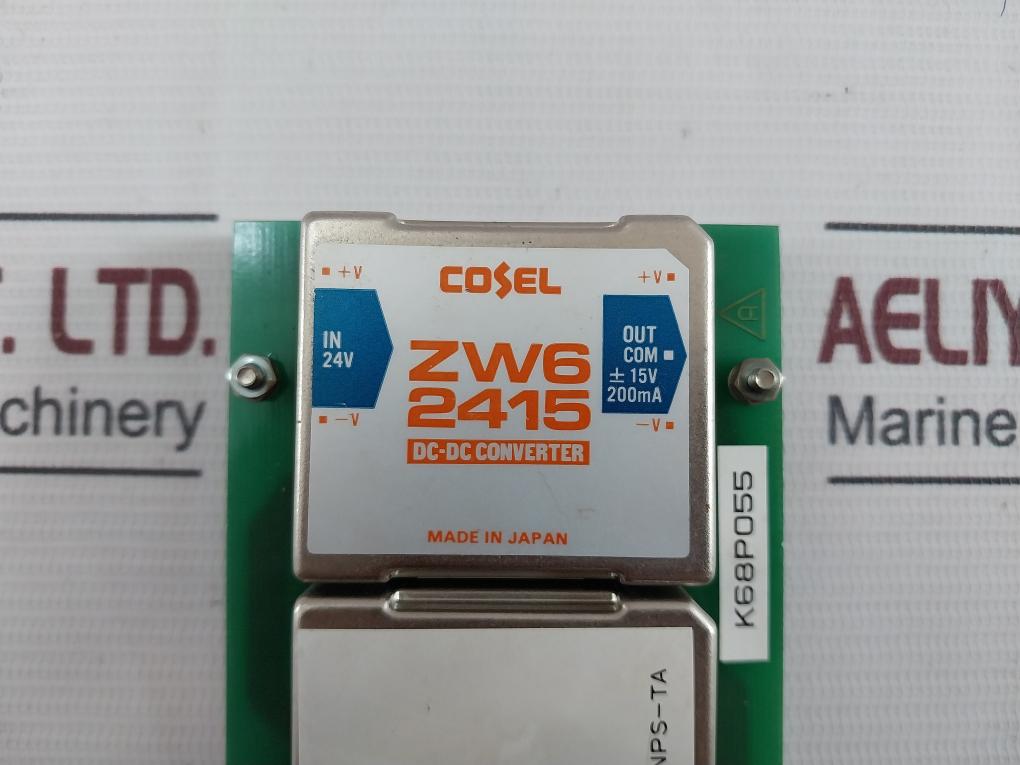 COSEL
+V
+V
IN
24V
OUT
COM
± 15V
200mA
ZW6
2415
-V
-V
DC-DC CONVERTER
MADE IN JAPAN
A
K68P055
NPS-TA
. LTD.
chinery
AELIY
Marine